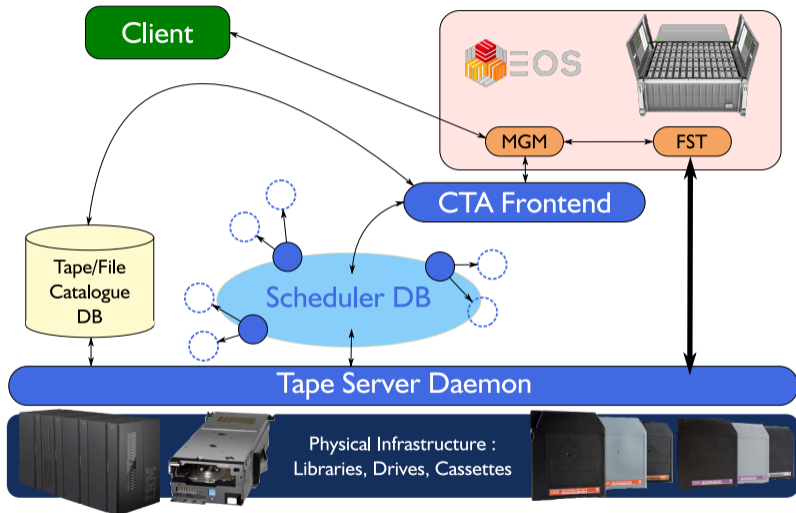 Client
EOS
MGM
FST
CTA Frontend
Tape/File
Catalogue
DB
Scheduler DB
Tape Server Daemon
Physical Infrastructure :
Libraries, Drives, Cassettes
IBM